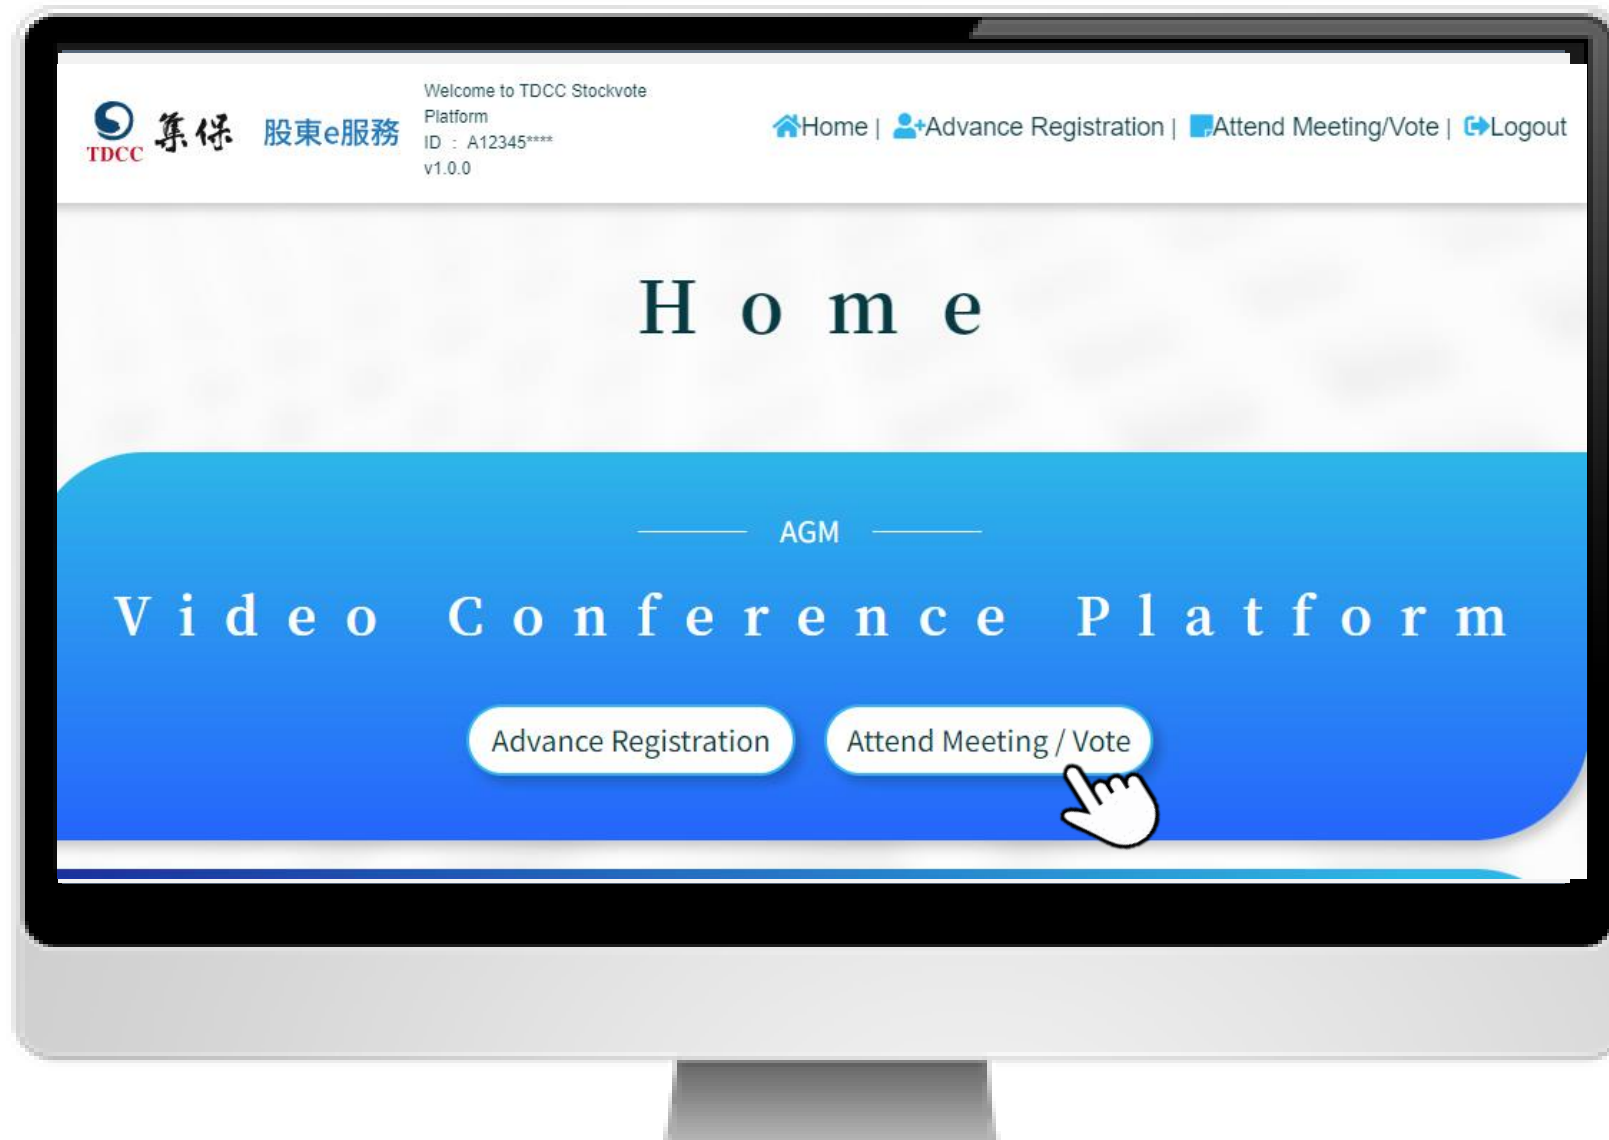 TDCC
集保
股東e服務
Welcome to TDCC Stockvote
Platform
ID : A12345****
v1.0.0
Home | Advance Registration | Attend Meeting/Vote | Logout
Home
AGM
Video Conference Platform
Advance Registration
Attend Meeting / Vote